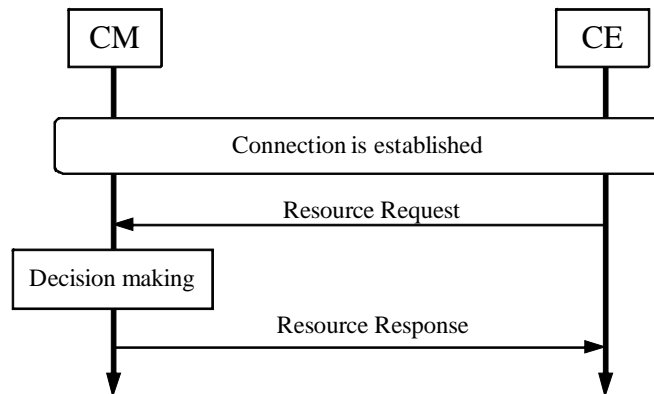 CM
CE
Connection is established
Resource Request
Decision making
Resource Response